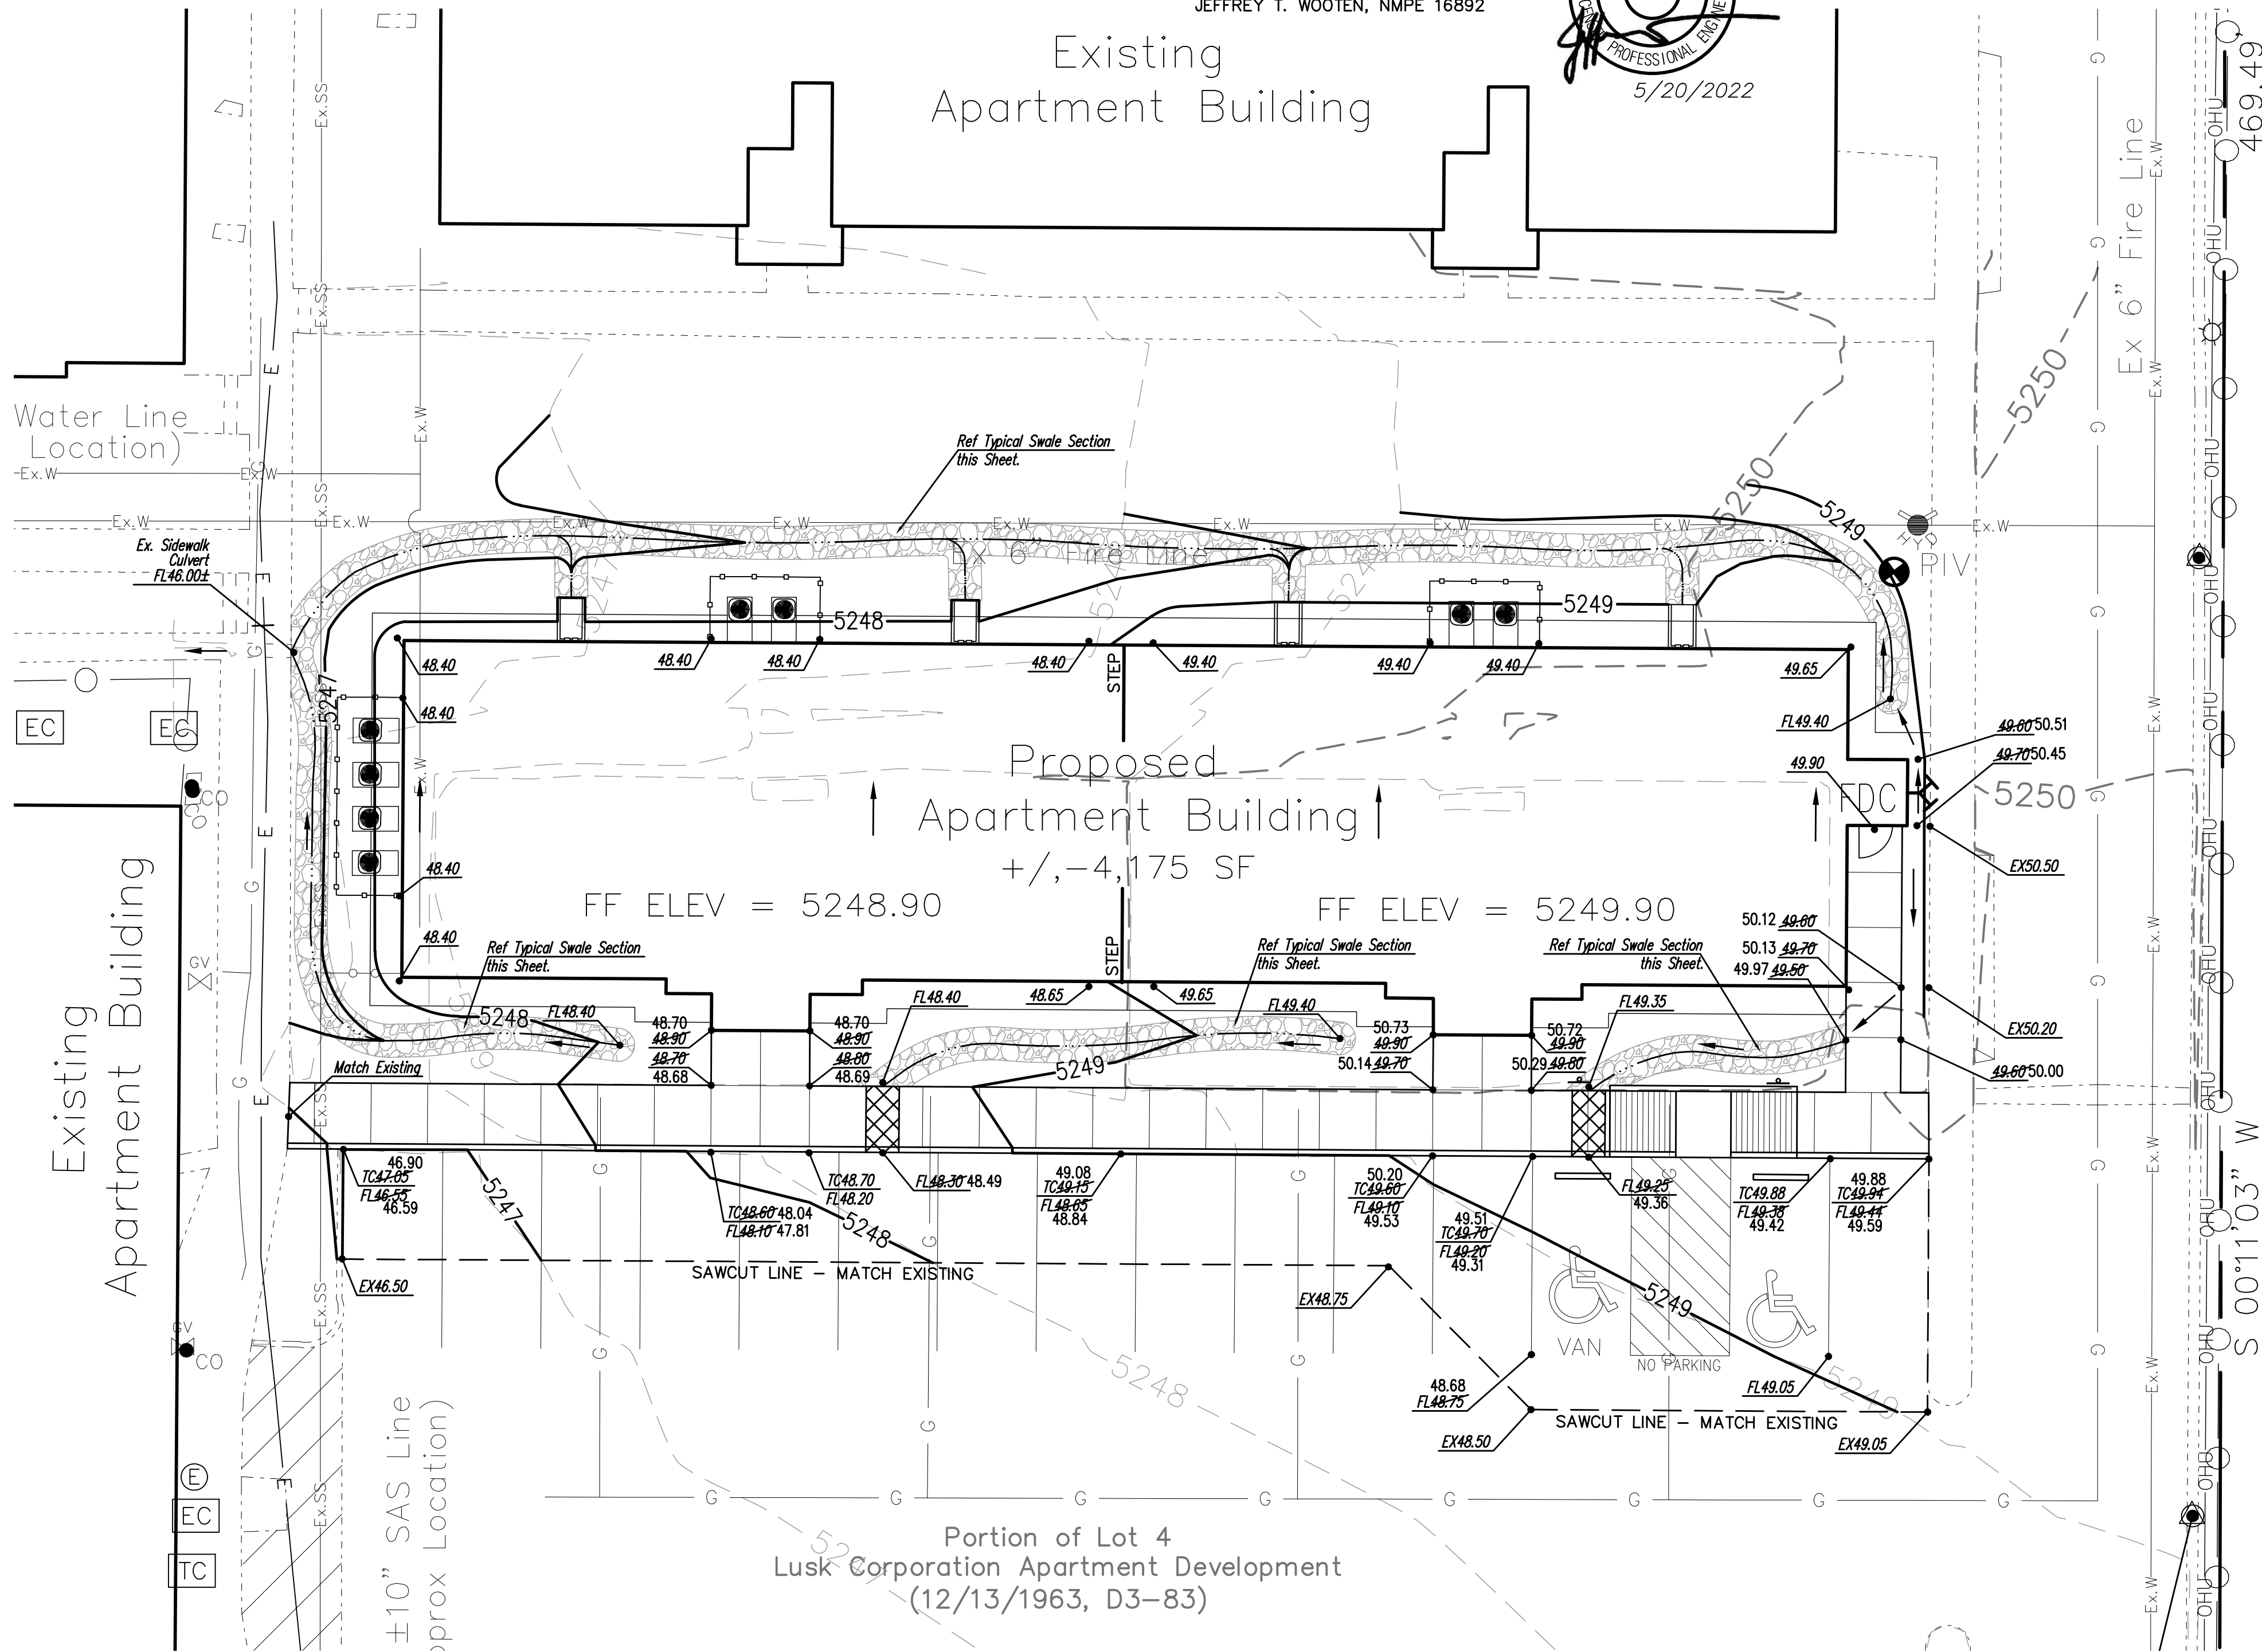 JEFFREY T. WOOTEN, NMPE 16892
PROFESSIONAL
5/20/2022
Existing
Apartment Building
469.49'
Ex 6" Fire Line
Water Line
Location)
Ref Typical Swale Section
this Sheet.
5250
5250
5249
HYD
PIV
Ex. Sidewalk
Culvert
FL46.00±
5248
5249
5247
48.40
48.40
48.40
48.40
49.40
49.40
49.40
49.65
STEP
48.40
FL49.40
49.60 50.51
49.70 50.45
49.90
FDC
5250
EX50.50
EC
EC
CO
Proposed
Apartment Building
+/,-4,175 SF
FF ELEV = 5248.90
FF ELEV = 5249.90
48.40
48.40
STEP
50.12 49.60
50.13 49.70
49.97 49.50
Ref Typical Swale Section
this Sheet.
Ref Typical Swale Section
this Sheet.
Ref Typical Swale Section
this Sheet.
GV
Existing
Apartment Building
5248
FL48.40
48.70
48.90
48.70
48.68
48.70
48.90
48.80
48.69
FL48.40
48.65
49.65
FL49.40
5249
50.73
49.90
50.14 49.70
50.72
49.90
50.29 49.80
FL49.35
EX50.20
49.60 50.00
Match Existing
46.90
TC47.05
FL46.55
46.59
5247
TC48.60 48.04
FL48.10 47.81
TC48.70
FL48.20
5248
FL48.30 48.49
49.08
TC49.15
FL48.65
48.84
50.20
TC49.60
FL49.10
49.53
49.51
TC49.70
FL49.20
49.31
FL49.25
49.36
TC49.88
FL49.38
49.42
49.88
TC49.94
FL49.44
49.59
EX46.50
SAWCUT LINE – MATCH EXISTING
EX48.75
5249
VAN
NO PARKING
48.68
FL48.75
FL49.05
5248
5249
SAWCUT LINE – MATCH EXISTING
EX48.50
EX49.05
GV
CO
E
EC
TC
±10" SAS Line
S 00°11'03" W
Portion of Lot 4
Lusk Corporation Apartment Development
(12/13/1963, D3–83)